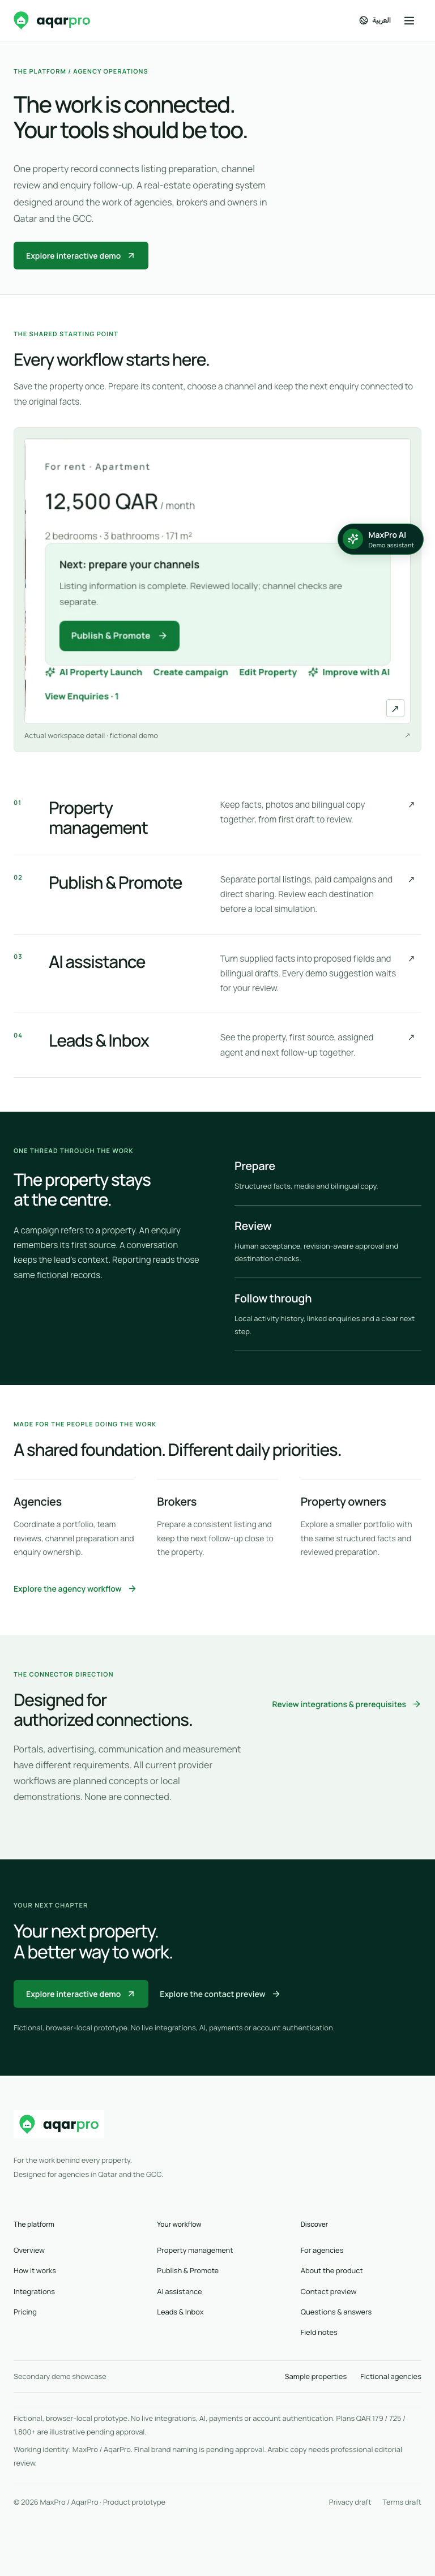 aqarpro
العربية
THE PLATFORM / AGENCY OPERATIONS
The work is connected.
Your tools should be too.
One property record connects listing preparation, channel
review and enquiry follow-up. A real-estate operating system
designed around the work of agencies, brokers and owners in
Qatar and the GCC.
Explore interactive demo
THE SHARED STARTING POINT
Every workflow starts here.
Save the property once. Prepare its content, choose a channel and keep the next enquiry connected to
the original facts.
For rent · Apartment
12,500 QAR / month
2 bedrooms · 3 bathrooms · 171 m²
MaxPro AI
Demo assistant
Next: prepare your channels
Listing information is complete. Reviewed locally; channel checks are
separate.
Publish & Promote
AI Property Launch Create campaign Edit Property Improve with AI
View Enquiries · 1
Actual workspace detail · fictional demo
01
Property
management
Keep facts, photos and bilingual copy
together, from first draft to review.
02
Publish & Promote
Separate portal listings, paid campaigns and
direct sharing. Review each destination
before a local simulation.
03
AI assistance
Turn supplied facts into proposed fields and
bilingual drafts. Every demo suggestion waits
for your review.
04
Leads & Inbox
See the property, first source, assigned
agent and next follow-up together.
ONE THREAD THROUGH THE WORK
The property stays
at the centre.
A campaign refers to a property. An enquiry
remembers its first source. A conversation
keeps the lead's context. Reporting reads those
same fictional records.
Prepare
Structured facts, media and bilingual copy.
Review
Human acceptance, revision-aware approval and
destination checks.
Follow through
Local activity history, linked enquiries and a clear next
step.
MADE FOR THE PEOPLE DOING THE WORK
A shared foundation. Different daily priorities.
Agencies
Coordinate a portfolio, team
reviews, channel preparation and
enquiry ownership.
Brokers
Prepare a consistent listing and
keep the next follow-up close to
the property.
Property owners
Explore a smaller portfolio with
the same structured facts and
reviewed preparation.
Explore the agency workflow
THE CONNECTOR DIRECTION
Designed for
authorized connections.
Review integrations & prerequisites
Portals, advertising, communication and measurement
have different requirements. All current provider
workflows are planned concepts or local
demonstrations. None are connected.
YOUR NEXT CHAPTER
Your next property.
A better way to work.
Explore interactive demo
Explore the contact preview
Fictional, browser-local prototype. No live integrations, AI, payments or account authentication.
aqarpro
For the work behind every property.
Designed for agencies in Qatar and the GCC.
The platform
Overview
How it works
Integrations
Pricing
Your workflow
Property management
Publish & Promote
AI assistance
Leads & Inbox
Discover
For agencies
About the product
Contact preview
Questions & answers
Field notes
Secondary demo showcase
Sample properties
Fictional agencies
Fictional, browser-local prototype. No live integrations, AI, payments or account authentication. Plans QAR 179 / 725 /
1,800+ are illustrative pending approval.
Working identity: MaxPro / AqarPro. Final brand naming is pending approval. Arabic copy needs professional editorial
review.
© 2026 MaxPro / AqarPro · Product prototype
Privacy draft
Terms draft